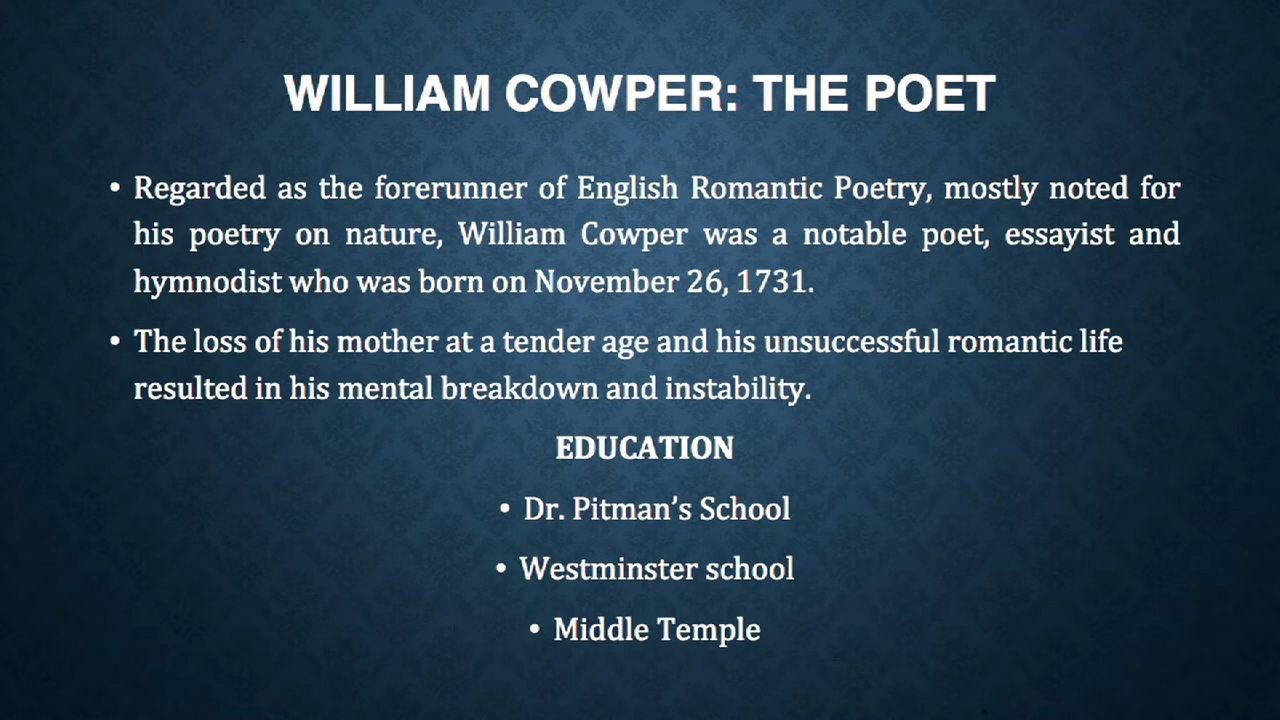 WILLIAM COWPER: THE POET
• Regarded as the forerunner of English Romantic Poetry, mostly noted for
his poetry on nature, William Cowper was a notable poet, essayist and
hymnodist who was born on November 26, 1731.
• The loss of his mother at a tender age and his unsuccessful romantic life
resulted in his mental breakdown and instability.
EDUCATION
• Dr. Pitman’s School
• Westminster school
• Middle Temple